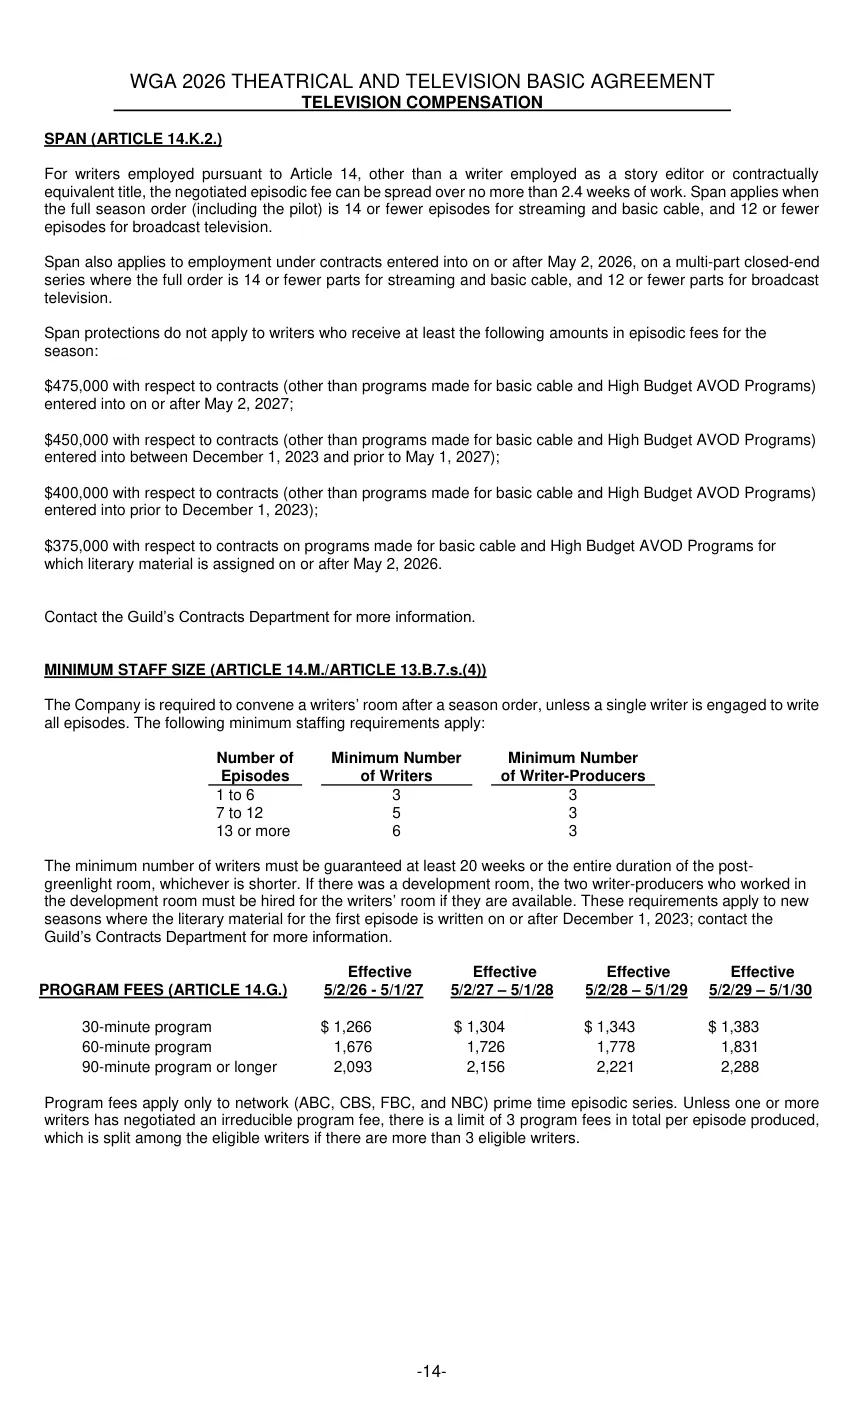 WGA 2026 THEATRICAL AND TELEVISION BASIC AGREEMENT
TELEVISION COMPENSATION
SPAN (ARTICLE 14.K.2.)
For writers employed pursuant to Article 14, other than a writer employed as a story editor or contractually
equivalent title, the negotiated episodic fee can be spread over no more than 2.4 weeks of work. Span applies when
the full season order (including the pilot) is 14 or fewer episodes for streaming and basic cable, and 12 or fewer
episodes for broadcast television.
Span also applies to employment under contracts entered into on or after May 2, 2026, on a multi-part closed-end
series where the full order is 14 or fewer parts for streaming and basic cable, and 12 or fewer parts for broadcast
television.
Span protections do not apply to writers who receive at least the following amounts in episodic fees for the
season:
$475,000 with respect to contracts (other than programs made for basic cable and High Budget AVOD Programs)
entered into on or after May 2, 2027;
$450,000 with respect to contracts (other than programs made for basic cable and High Budget AVOD Programs)
entered into between December 1, 2023 and prior to May 1, 2027);
$400,000 with respect to contracts (other than programs made for basic cable and High Budget AVOD Programs)
entered into prior to December 1, 2023);
$375,000 with respect to contracts on programs made for basic cable and High Budget AVOD Programs for
which literary material is assigned on or after May 2, 2026.
Contact the Guild’s Contracts Department for more information.
MINIMUM STAFF SIZE (ARTICLE 14.M./ARTICLE 13.B.7.s.(4))
The Company is required to convene a writers’ room after a season order, unless a single writer is engaged to write
all episodes. The following minimum staffing requirements apply:
Number of Minimum Number Minimum Number
Episodes of Writers of Writer-Producers
1 to 6 3 3
7 to 12 5 3
13 or more 6 3
The minimum number of writers must be guaranteed at least 20 weeks or the entire duration of the post-
greenlight room, whichever is shorter. If there was a development room, the two writer-producers who worked in
the development room must be hired for the writers’ room if they are available. These requirements apply to new
seasons where the literary material for the first episode is written on or after December 1, 2023; contact the
Guild’s Contracts Department for more information.
Effective Effective Effective Effective
PROGRAM FEES (ARTICLE 14.G.) 5/2/26 - 5/1/27 5/2/27 – 5/1/28 5/2/28 – 5/1/29 5/2/29 – 5/1/30
30-minute program $ 1,266 $ 1,304 $ 1,343 $ 1,383
60-minute program 1,676 1,726 1,778 1,831
90-minute program or longer 2,093 2,156 2,221 2,288
Program fees apply only to network (ABC, CBS, FBC, and NBC) prime time episodic series. Unless one or more
writers has negotiated an irreducible program fee, there is a limit of 3 program fees in total per episode produced,
which is split among the eligible writers if there are more than 3 eligible writers.
-14-